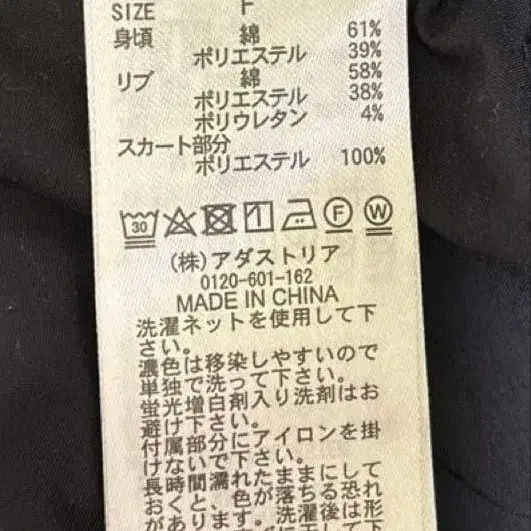 SIZE F
身頃 綿 61%
ポリエステル 39%
リブ 綿 58%
ポリエステル 38%
ポリウレタン 4%
スカート部分
ポリエステル 100%
30 F W
(株)アダストリア
0120-601-162
MADE IN CHINA
洗濯ネットを使用して下
さい。
濃色は移染しやすいので
単独で洗って下さい。
蛍光増白剤入り洗剤はお
避け下さい。
付属部分にアイロンを掛
けないで下さい。
長時間、濡れたままにして
おくと、色が落ちる恐れ
があり 洗濯後は形
して下